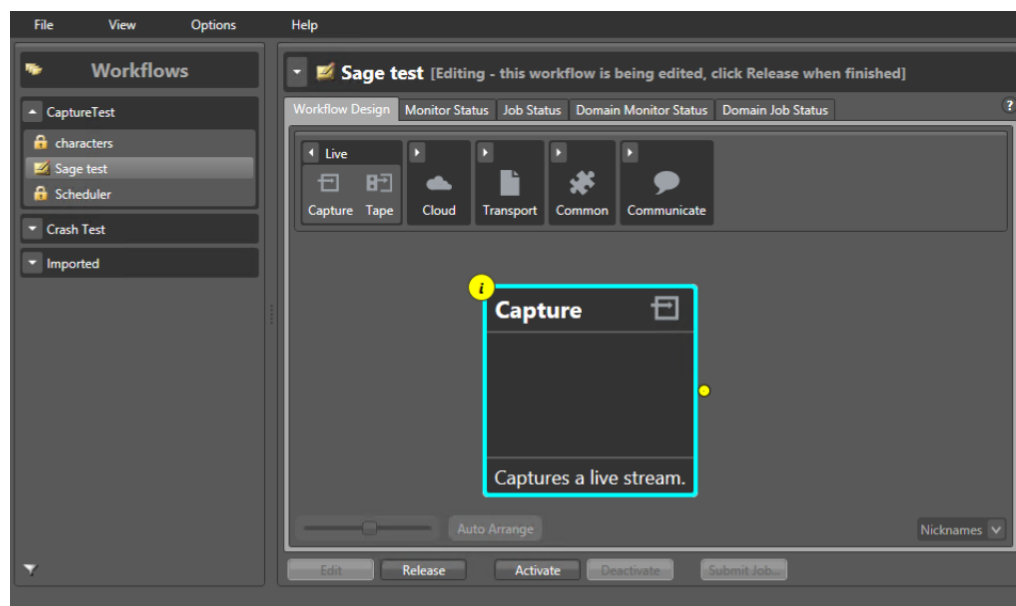 File View Options Help
Workflows
CaptureTest
characters
Sage test
Scheduler
Crash Test
Imported
Sage test [Editing - this workflow is being edited, click Release when finished]
Workflow Design Monitor Status Job Status Domain Monitor Status Domain Job Status ?
Live
Capture Tape Cloud Transport Common Communicate
i
Capture
Captures a live stream.
Auto Arrange Nicknames
Edit Release Activate Deactivate Submit Job...